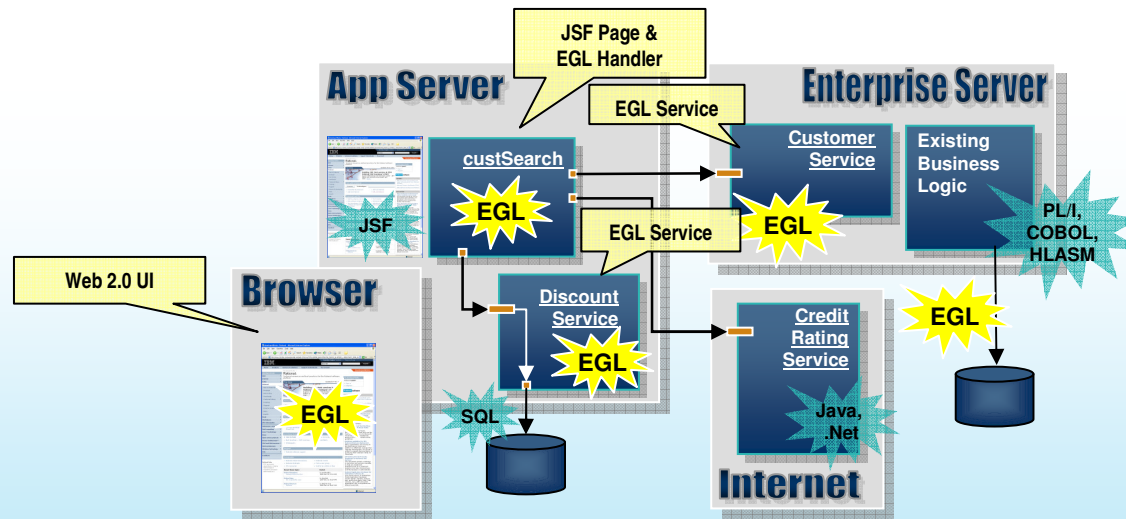 JSF Page &
EGL Handler
App Server
Enterprise Server
EGL Service
custSearch
Customer
Service
Existing
Business
Logic
EGL
JSF
EGL
PL/I,
COBOL,
HLASM
EGL Service
Web 2.0 UI
Browser
Discount
Service
EGL
Credit
Rating
Service
EGL
EGL
SQL
Java,
.Net
Internet